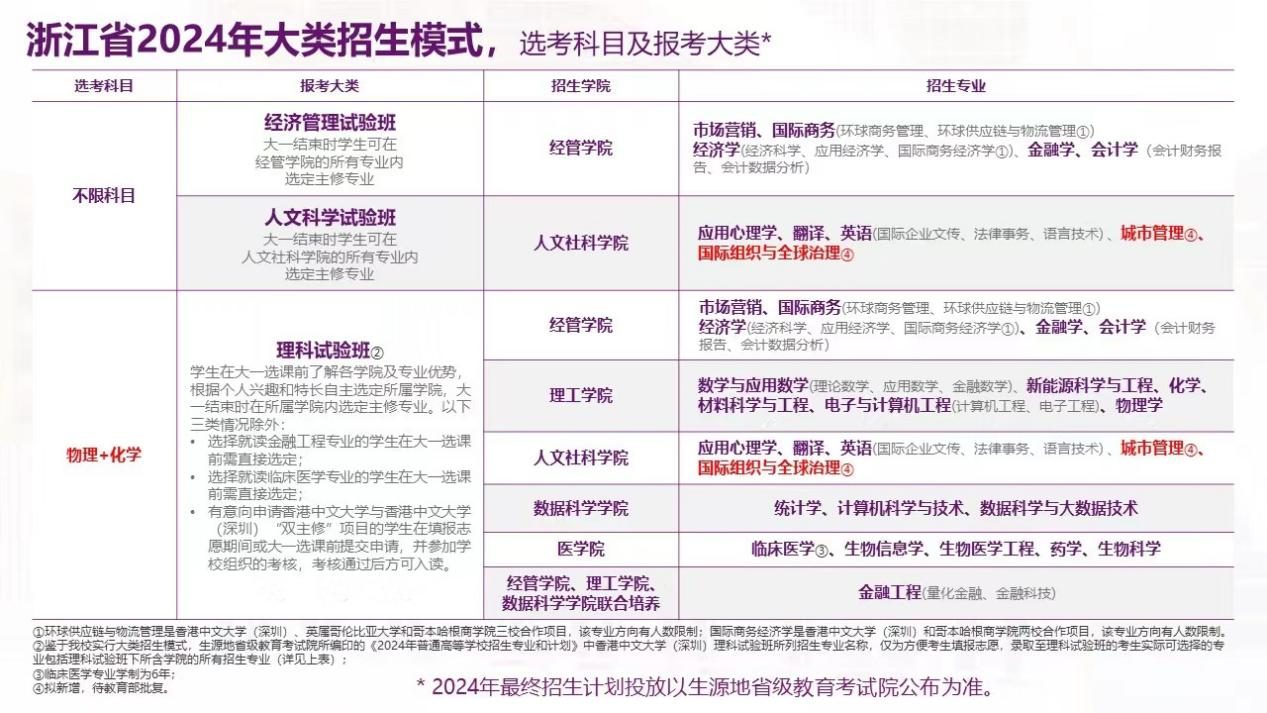 浙江省2024年大类招生模式，选考科目及报考大类*
选考科目
报考大类
招生学院
招生专业
不限科目
经济管理试验班
大一结束时学生可在
经管学院的所有专业内
选定主修专业
经管学院
市场营销、国际商务(环球商务管理、环球供应链与物流管理①)
经济学(经济科学、应用经济学、国际商务经济学①)、金融学、会计学（会计财务报
告、会计数据分析）
人文科学试验班
大一结束时学生可在
人文社科学院的所有专业内
选定主修专业
人文社科学院
应用心理学、翻译、英语(国际企业文传、法律事务、语言技术)、城市管理④、
国际组织与全球治理④
物理+化学
理科试验班②
学生在大一选课前了解各学院及专业优势，
根据个人兴趣和特长自主选定所属学院，大
一结束时在所属学院内选定主修专业。以下
三类情况除外：
• 选择就读金融工程专业的学生在大一选课
前需直接选定；
• 选择就读临床医学专业的学生在大一选课
前需直接选定；
• 有意向申请香港中文大学与香港中文大学
（深圳）“双主修”项目的学生在填报志
愿期间或大一选课前提交申请，并参加学
校组织的考核，考核通过后方可入读。
经管学院
市场营销、国际商务(环球商务管理、环球供应链与物流管理①)
经济学(经济科学、应用经济学、国际商务经济学①)、金融学、会计学（会计财务
报告、会计数据分析）
理工学院
数学与应用数学(理论数学、应用数学、金融数学)、新能源科学与工程、化学、
材料科学与工程、电子与计算机工程(计算机工程、电子工程)、物理学
人文社科学院
应用心理学、翻译、英语(国际企业文传、法律事务、语言技术)、城市管理④、
国际组织与全球治理④
数据科学学院
统计学、计算机科学与技术、数据科学与大数据技术
医学院
临床医学③、生物信息学、生物医学工程、药学、生物科学
经管学院、理工学院、
数据科学学院联合培养
金融工程(量化金融、金融科技)
①环球供应链与物流管理是香港中文大学（深圳）、英属哥伦比亚大学和哥本哈根商学院三校合作项目，该专业方向有人数限制；国际商务经济学是香港中文大学（深圳）和哥本哈根商学院两校合作项目，该专业方向有人数限制。
②鉴于我校实行大类招生模式，生源地省级教育考试院所编印的《2024年普通高等学校招生专业和计划》中香港中文大学（深圳）理科试验班所列招生专业名称，仅为方便考生填报志愿，录取至理科试验班的考生实际可选择的专
业包括理科试验班下所含学院的所有招生专业（详见上表）；
③临床医学专业学制为6年；
④拟新增，待教育部批复。
* 2024年最终招生计划投放以生源地省级教育考试院公布为准。